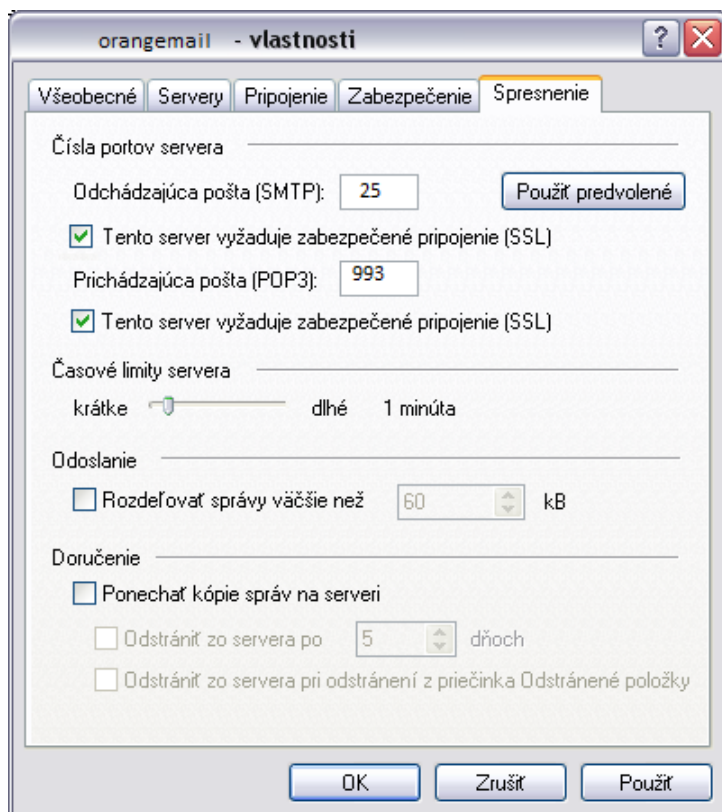 orangemail - vlastnosti
Všeobecné Servery Pripojenie Zabezpečenie Spresnenie
Čísla portov servera
Odchádzajúca pošta (SMTP): 25 Použiť predvolené
Tento server vyžaduje zabezpečené pripojenie (SSL)
Prichádzajúca pošta (POP3): 993
Tento server vyžaduje zabezpečené pripojenie (SSL)
Časové limity servera
krátke dlhé 1 minúta
Odoslanie
Rozdeľovať správy väčšie než 60 kB
Doručenie
Ponechať kópie správ na serveri
Odstrániť zo servera po 5 dňoch
Odstrániť zo servera pri odstránení z priečinka Odstránené položky
OK Zrušiť Použiť